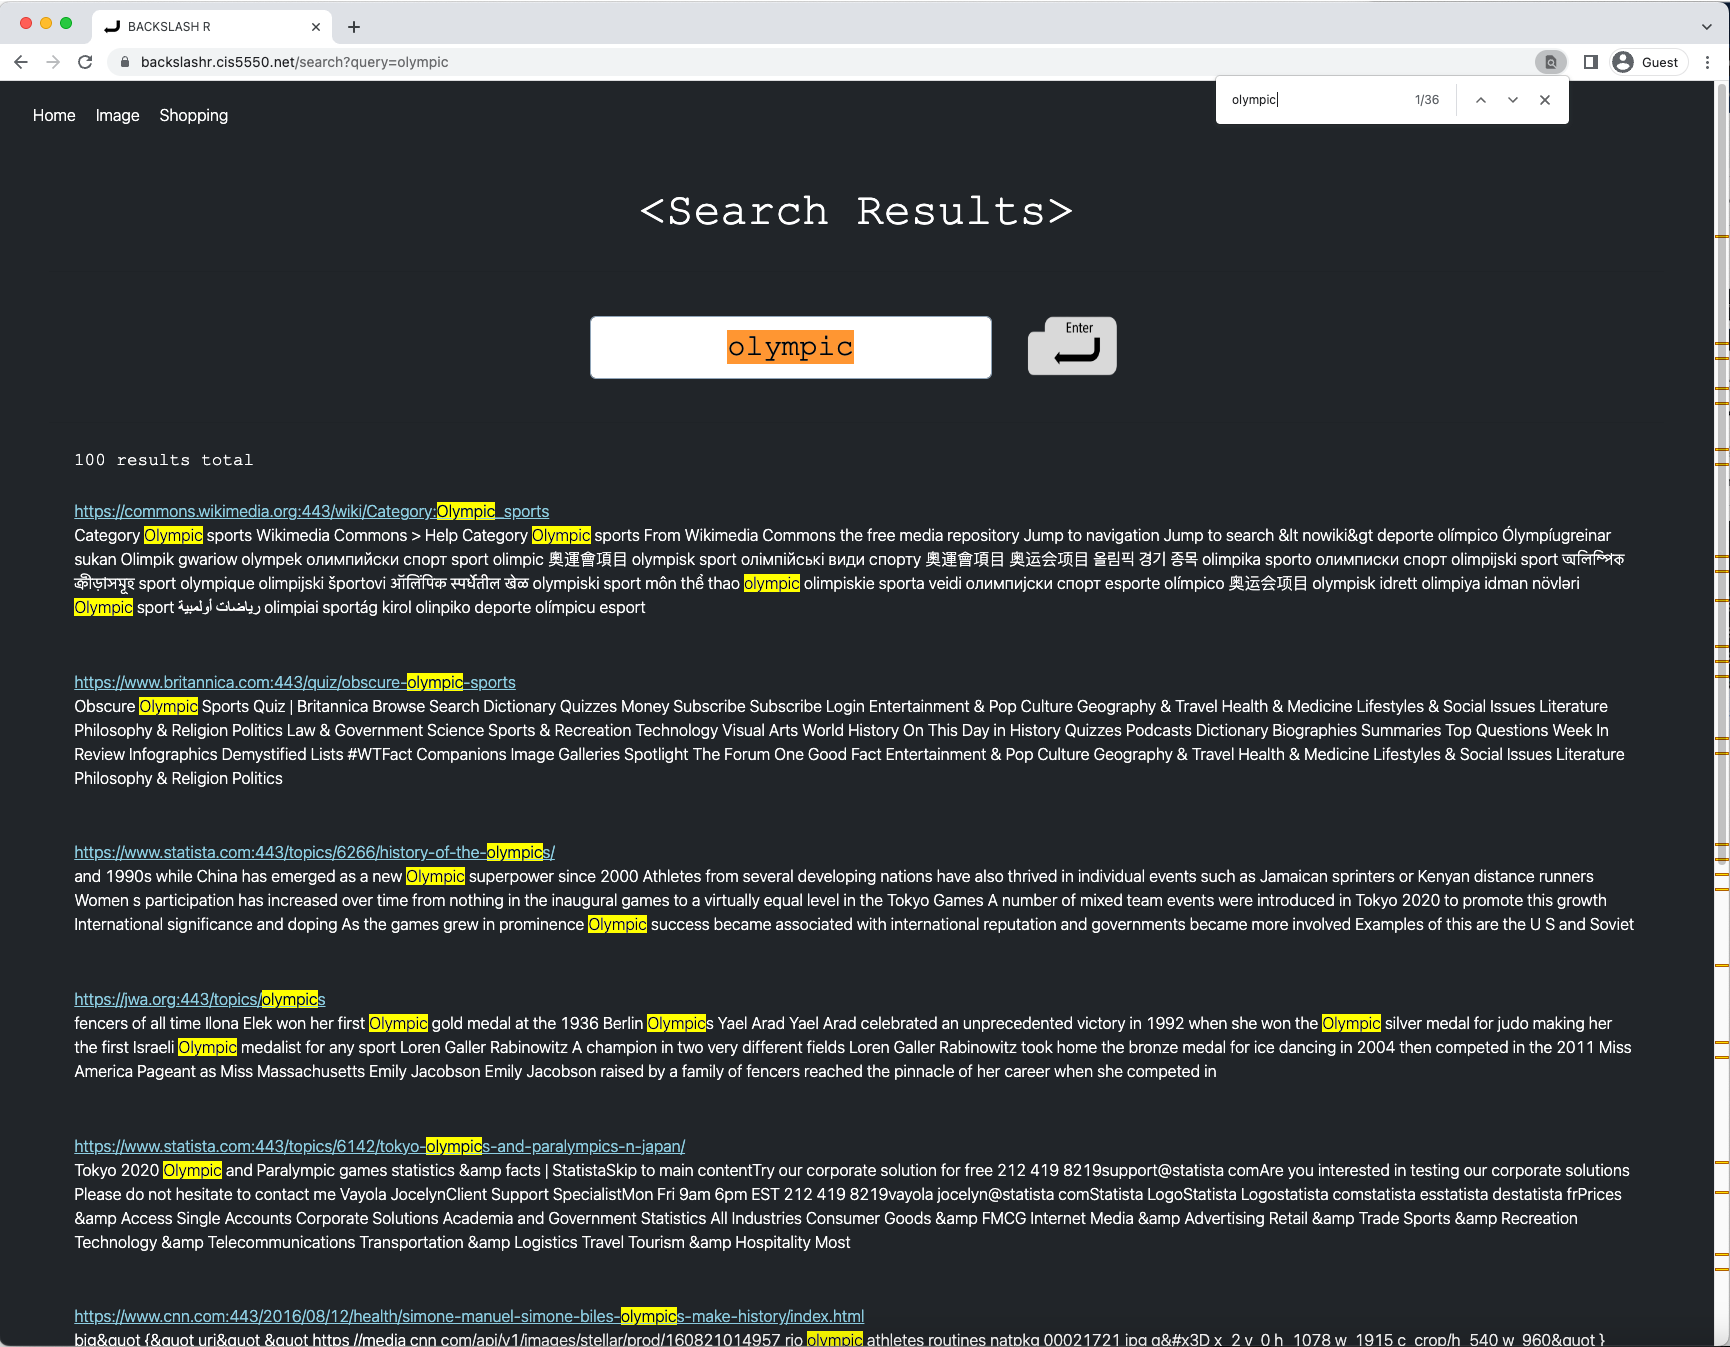 BACKSLASH R
backslashr.cis5550.net/search?query=olympic
Guest
olympic 1/36
Home Image Shopping
<Search Results>
olympic
Enter
100 results total
https://commons.wikimedia.org:443/wiki/Category:Olympic_sports
Category Olympic sports Wikimedia Commons > Help Category Olympic sports From Wikimedia Commons the free media repository Jump to navigation Jump to search &lt nowiki&gt deporte olímpico Ólympíugreinar
sukan Olimpik gwariow olympek олимпийски спорт sport olimpic 奧運會項目 olympisk sport олімпійські види спорту 奧運會項目 奥运会项目 올림픽 경기 종목 olimpika sporto олимписки спорт olimpijski sport অলিম্পিক
ক্রীড়াসমূহ sport olympique olimpijski športovi ऑलिंपिक स्पर्धेतील खेळ olympiski sport môn thể thao olympic olimpiskie sporta veidi олимпијски спорт esporte olímpico 奥运会项目 olympisk idrett olimpiya idman növləri
Olympic sport رياضات أولمبية olimpiai sportág kirol olinpiko deporte olímpicu esport
https://www.britannica.com:443/quiz/obscure-olympic-sports
Obscure Olympic Sports Quiz | Britannica Browse Search Dictionary Quizzes Money Subscribe Subscribe Login Entertainment & Pop Culture Geography & Travel Health & Medicine Lifestyles & Social Issues Literature
Philosophy & Religion Politics Law & Government Science Sports & Recreation Technology Visual Arts World History On This Day in History Quizzes Podcasts Dictionary Biographies Summaries Top Questions Week In
Review Infographics Demystified Lists #WTFact Companions Image Galleries Spotlight The Forum One Good Fact Entertainment & Pop Culture Geography & Travel Health & Medicine Lifestyles & Social Issues Literature
Philosophy & Religion Politics
https://www.statista.com:443/topics/6266/history-of-the-olympics/
and 1990s while China has emerged as a new Olympic superpower since 2000 Athletes from several developing nations have also thrived in individual events such as Jamaican sprinters or Kenyan distance runners
Women s participation has increased over time from nothing in the inaugural games to a virtually equal level in the Tokyo Games A number of mixed team events were introduced in Tokyo 2020 to promote this growth
International significance and doping As the games grew in prominence Olympic success became associated with international reputation and governments became more involved Examples of this are the U S and Soviet
https://jwa.org:443/topics/olympics
fencers of all time Ilona Elek won her first Olympic gold medal at the 1936 Berlin Olympics Yael Arad Yael Arad celebrated an unprecedented victory in 1992 when she won the Olympic silver medal for judo making her
the first Israeli Olympic medalist for any sport Loren Galler Rabinowitz A champion in two very different fields Loren Galler Rabinowitz took home the bronze medal for ice dancing in 2004 then competed in the 2011 Miss
America Pageant as Miss Massachusetts Emily Jacobson Emily Jacobson raised by a family of fencers reached the pinnacle of her career when she competed in
https://www.statista.com:443/topics/6142/tokyo-olympics-and-paralympics-n-japan/
Tokyo 2020 Olympic and Paralympic games statistics &amp facts | StatistaSkip to main contentTry our corporate solution for free 212 419 8219support@statista comAre you interested in testing our corporate solutions
Please do not hesitate to contact me Vayola JocelynClient Support SpecialistMon Fri 9am 6pm EST 212 419 8219vayola jocelyn@statista comStatista LogoStatista Logostatista comstatista esstatista destatista frPrices
&amp Access Single Accounts Corporate Solutions Academia and Government Statistics All Industries Consumer Goods &amp FMCG Internet Media &amp Advertising Retail &amp Trade Sports &amp Recreation
Technology &amp Telecommunications Transportation &amp Logistics Travel Tourism &amp Hospitality Most
https://www.cnn.com:443/2016/08/12/health/simone-manuel-simone-biles-olympics-make-history/index.html
big&quot {&quot uri&quot &quot https //media cnn com/api/v1/images/stellar/prod/160821014957 rio olympic athletes routines natpkg 00021721 jpg q&#x3D x_2 y_0 h_1078 w_1915 c_crop/h_540 w_960&quot }